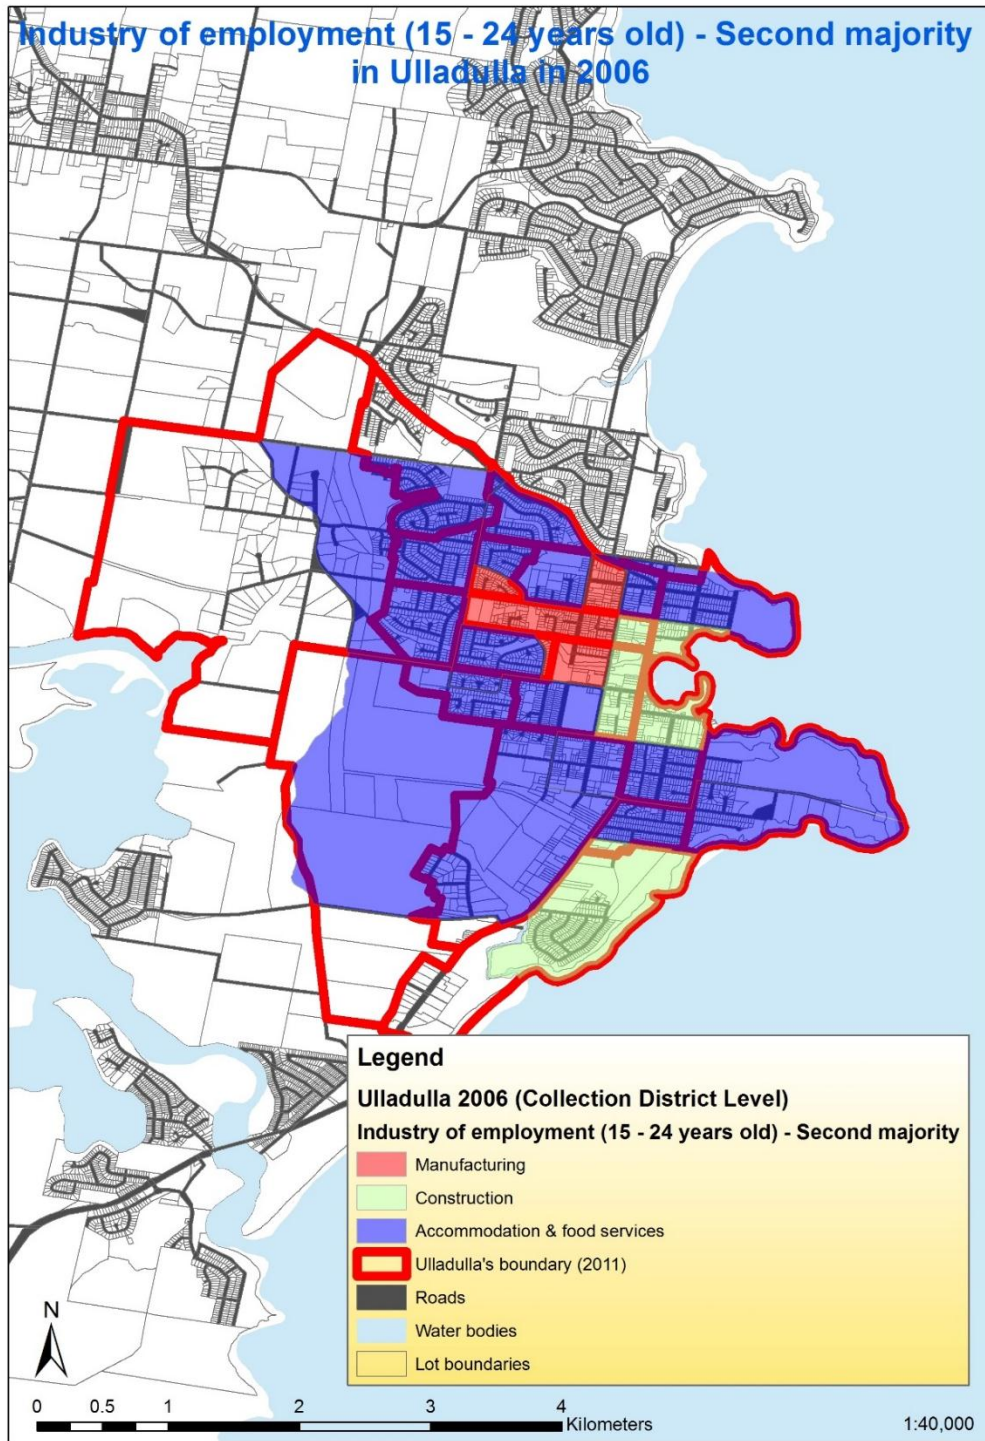 Industry of employment (15 - 24 years old) - Second majority
in Ulladulla in 2006
Legend
Ulladulla 2006 (Collection District Level)
Industry of employment (15 - 24 years old) - Second majority
Manufacturing
Construction
Accommodation & food services
Ulladulla's boundary (2011)
Roads
Water bodies
Lot boundaries
N
0 0.5 1 2 3 4
Kilometers
1:40,000